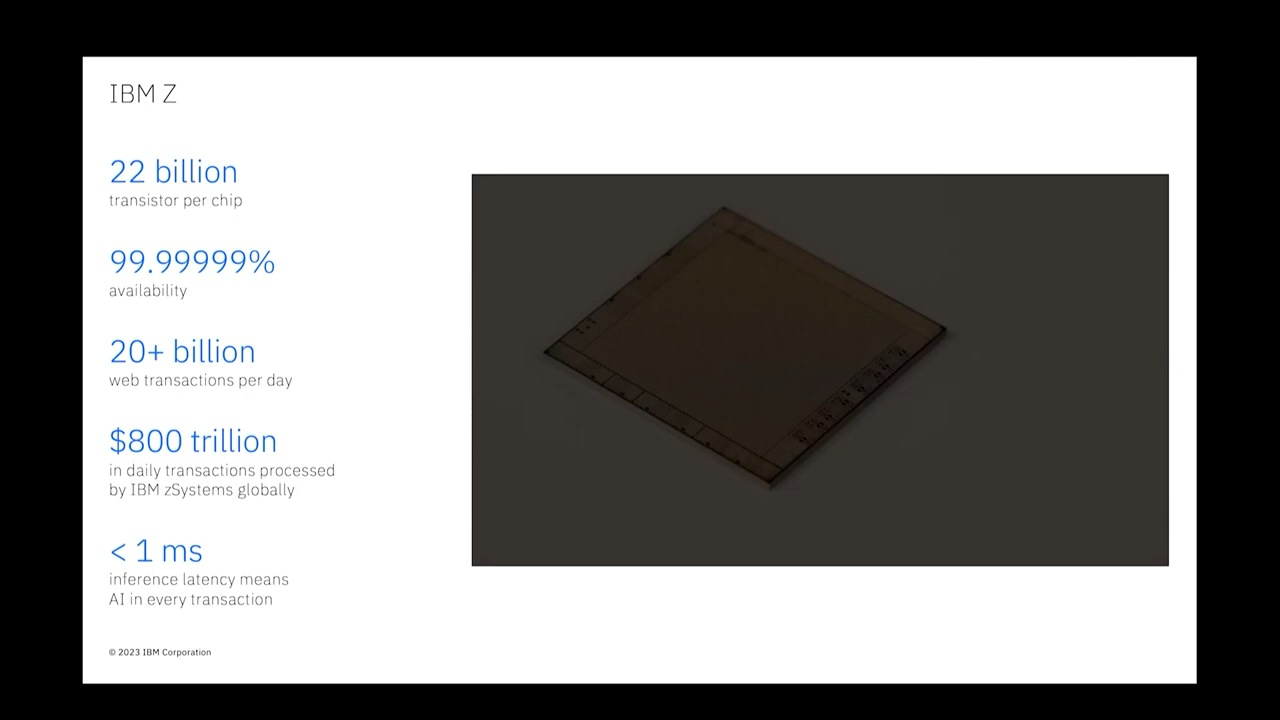 IBM Z
22 billion
transistor per chip
99.99999%
availability
20+ billion
web transactions per day
$800 trillion
in daily transactions processed
by IBM zSystems globally
< 1 ms
inference latency means
AI in every transaction
© 2023 IBM Corporation